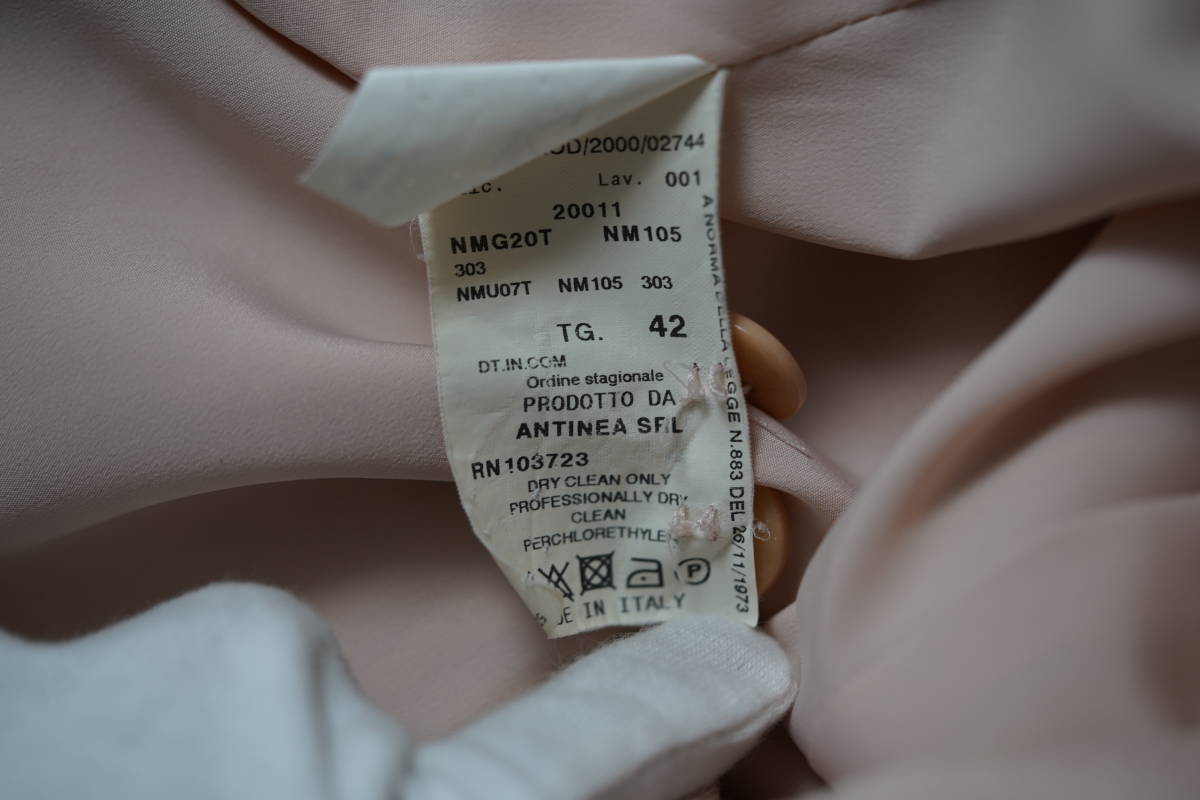 OD/2000/02744
Lav. 001
20011
NMG20T NM105
303
NMU07T NM105 303
TG. 42
DT.IN.COM
Ordine stagionale
PRODOTTO DA
ANTINEA SRL
RN103723
DRY CLEAN ONLY
PROFESSIONALLY DRY
CLEAN
PERCHLORETHYLE
P
DE IN ITALY
A NORMA DELLA LEGGE N.883 DEL 26/11/1973